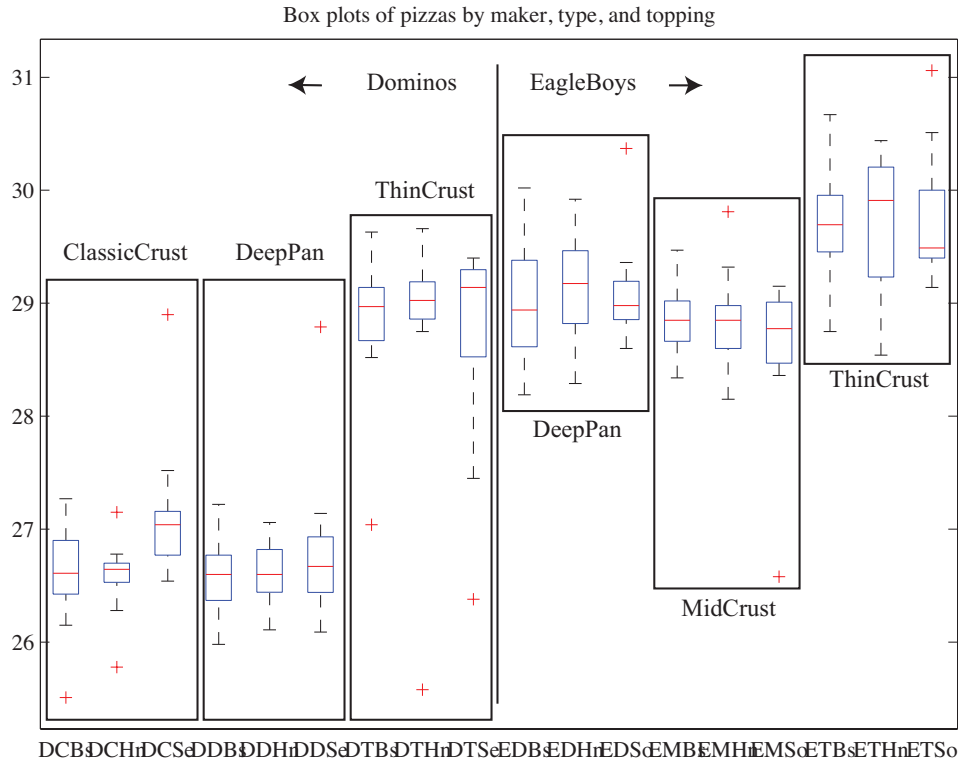 Box plots of pizzas by maker, type, and topping
31
30
29
28
27
26
Dominos
EagleBoys
ThinCrust
ClassicCrust
DeepPan
DeepPan
ThinCrust
MidCrust
DCBs DCHn DCSe DDBs DDHn DDSe DTBs DTHn DTSe EDBs EDHn EDSo EMBs EMHn EMSo ETBs ETHn ETSo